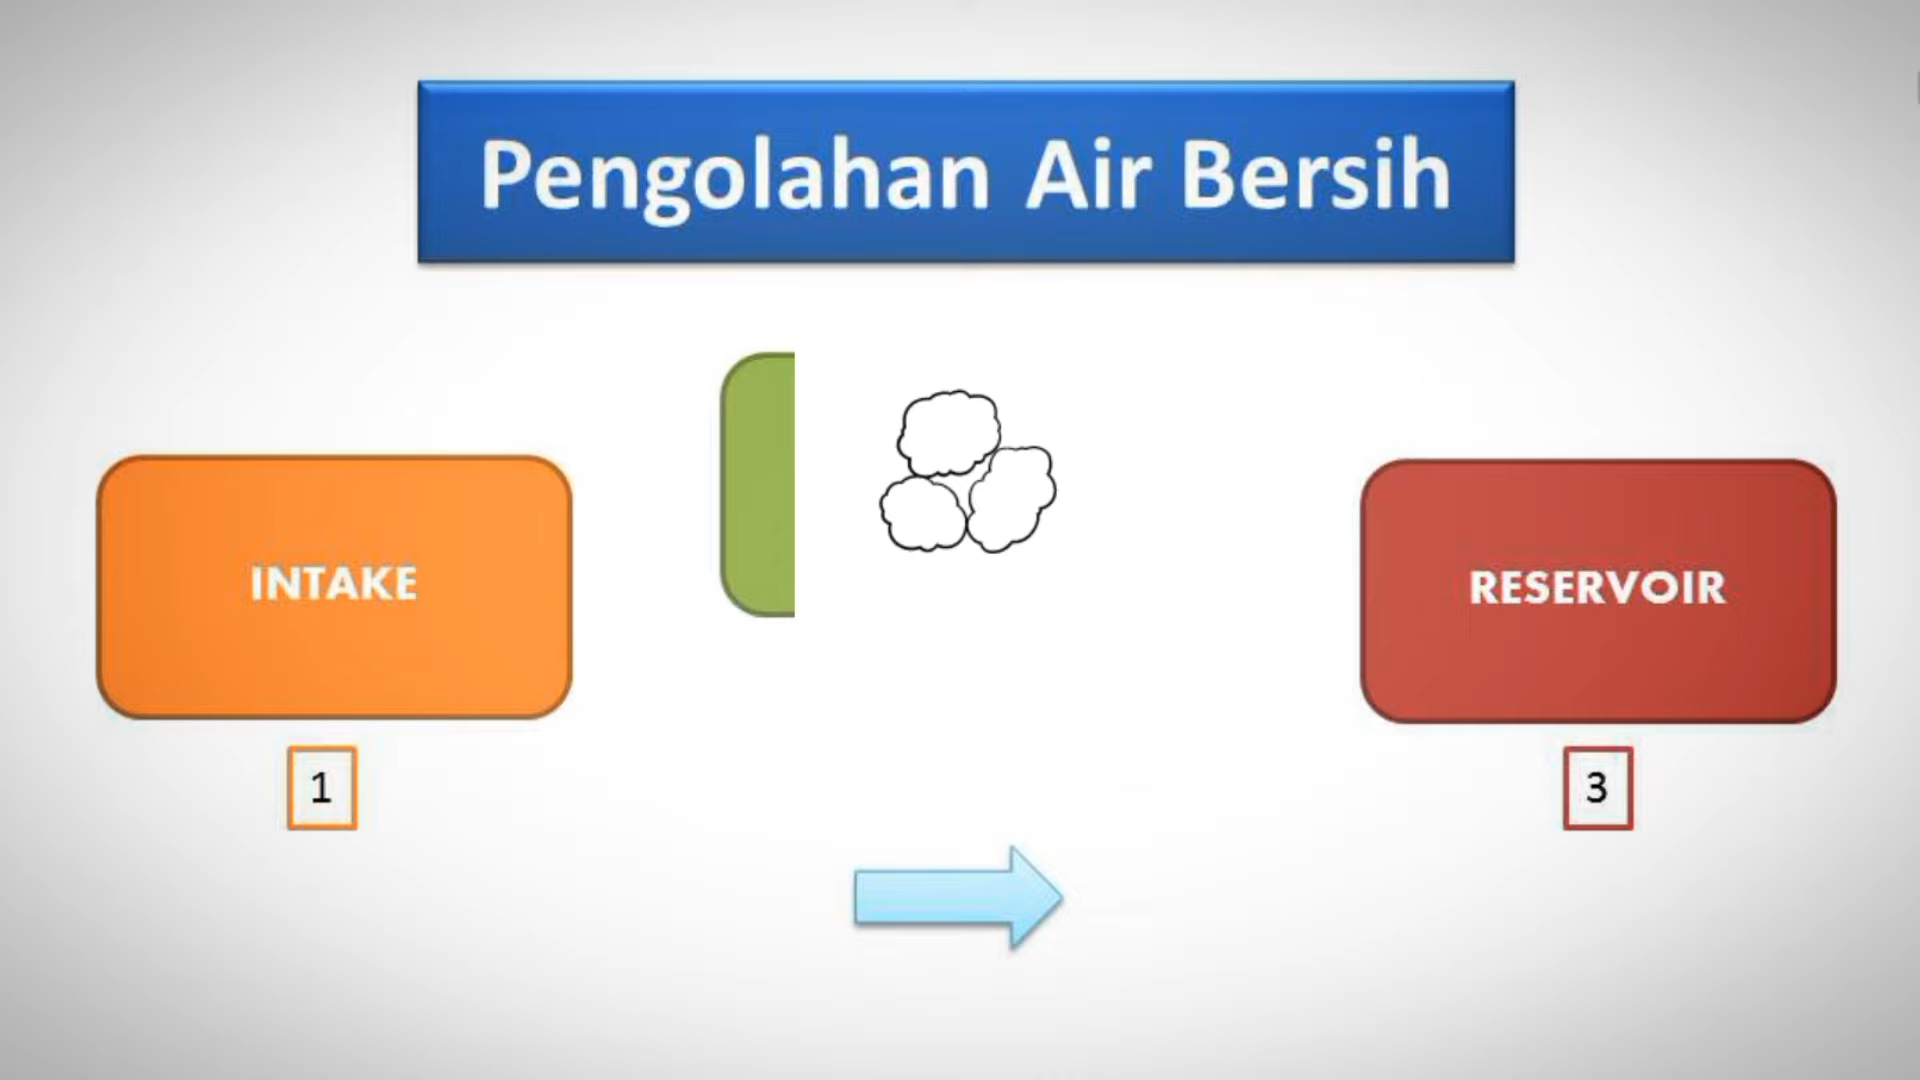 Pengolahan Air Bersih
INTAKE
RESERVOIR
1
3